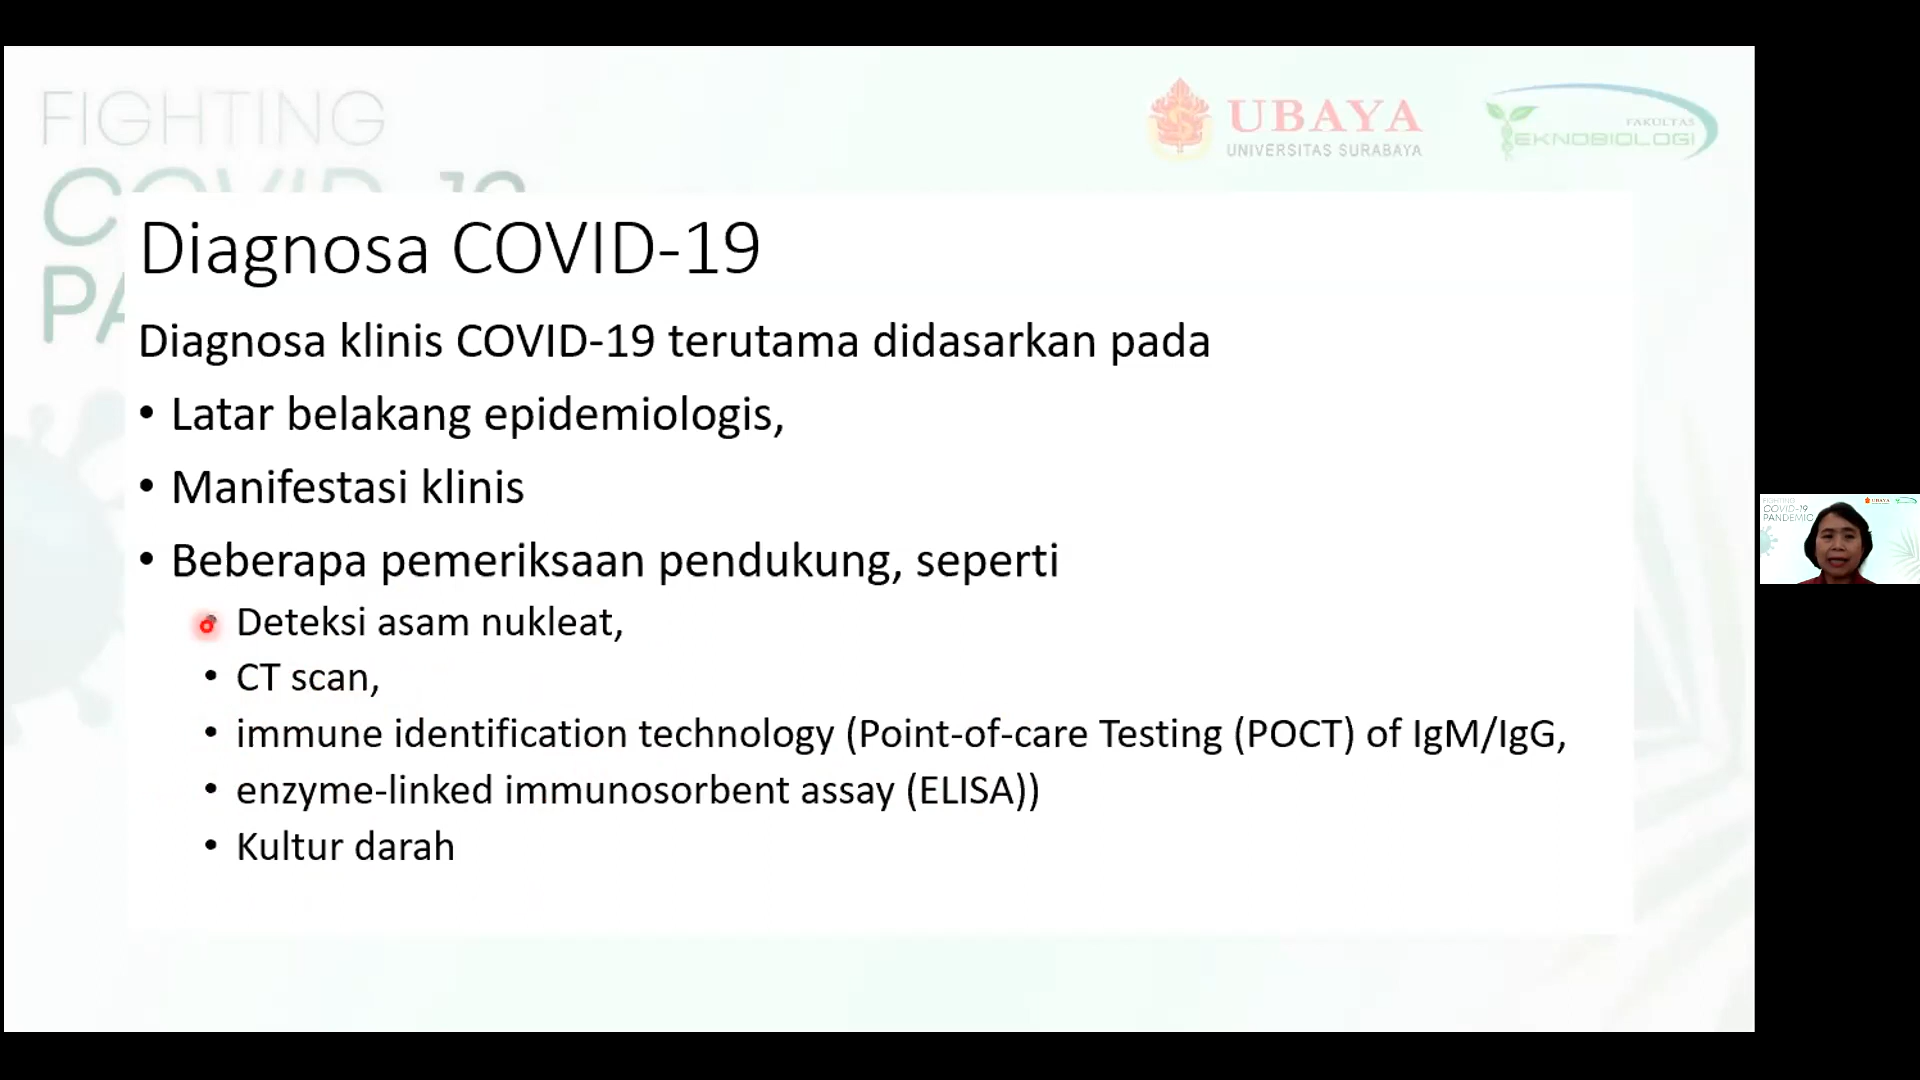 FIGHTING
UBAYA
UNIVERSITAS SURABAYA
FAKULTAS
TEKNOBIOLOGI
COVID-19
PA
Diagnosa COVID-19
Diagnosa klinis COVID-19 terutama didasarkan pada
• Latar belakang epidemiologis,
• Manifestasi klinis
• Beberapa pemeriksaan pendukung, seperti
Deteksi asam nukleat,
• CT scan,
• immune identification technology (Point-of-care Testing (POCT) of IgM/IgG,
• enzyme-linked immunosorbent assay (ELISA))
• Kultur darah
FIGHTING
COVID-19
PANDEMIC
UBAYA